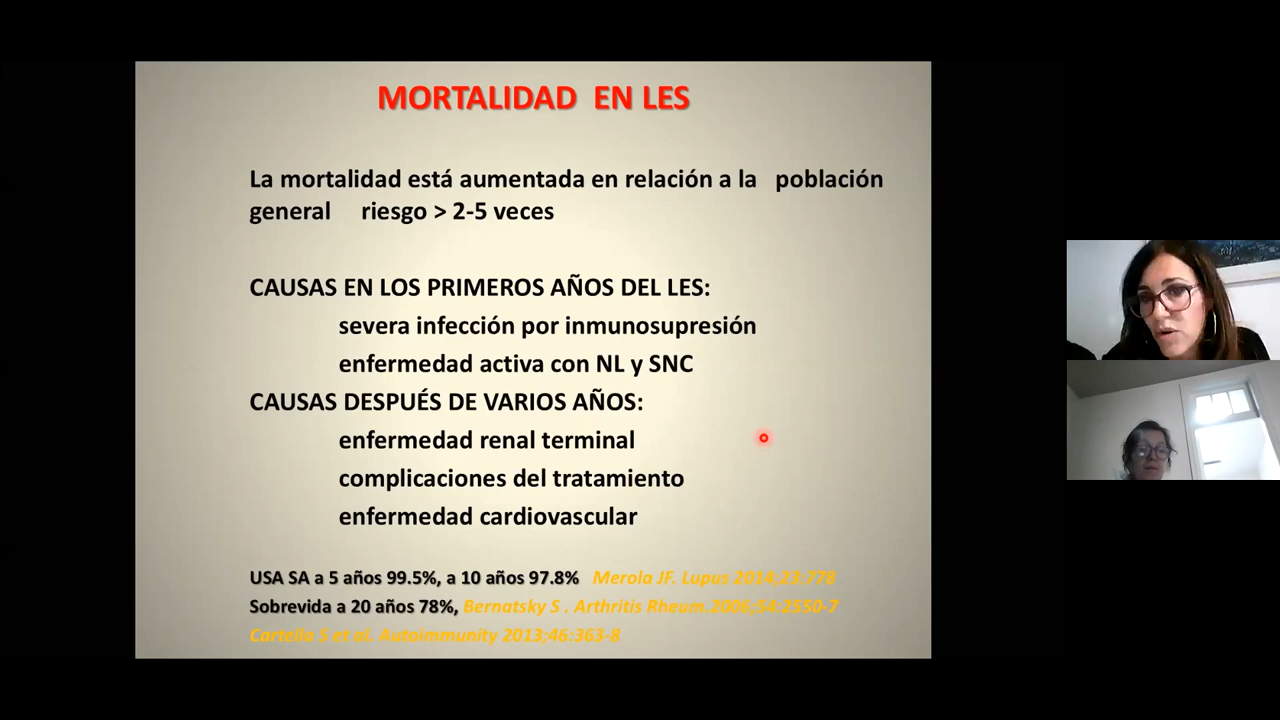 MORTALIDAD EN LES
La mortalidad está aumentada en relación a la población
general riesgo > 2-5 veces
CAUSAS EN LOS PRIMEROS AÑOS DEL LES:
severa infección por inmunosupresión
enfermedad activa con NL y SNC
CAUSAS DESPUÉS DE VARIOS AÑOS:
enfermedad renal terminal
complicaciones del tratamiento
enfermedad cardiovascular
USA SA a 5 años 99.5%, a 10 años 97.8% Merola JF. Lupus 2014;23:778
Sobrevida a 20 años 78%, Bernatsky S . Arthritis Rheum.2006;54:2550-7
Cartella S et al. Autoimmunity 2013;46:363-8